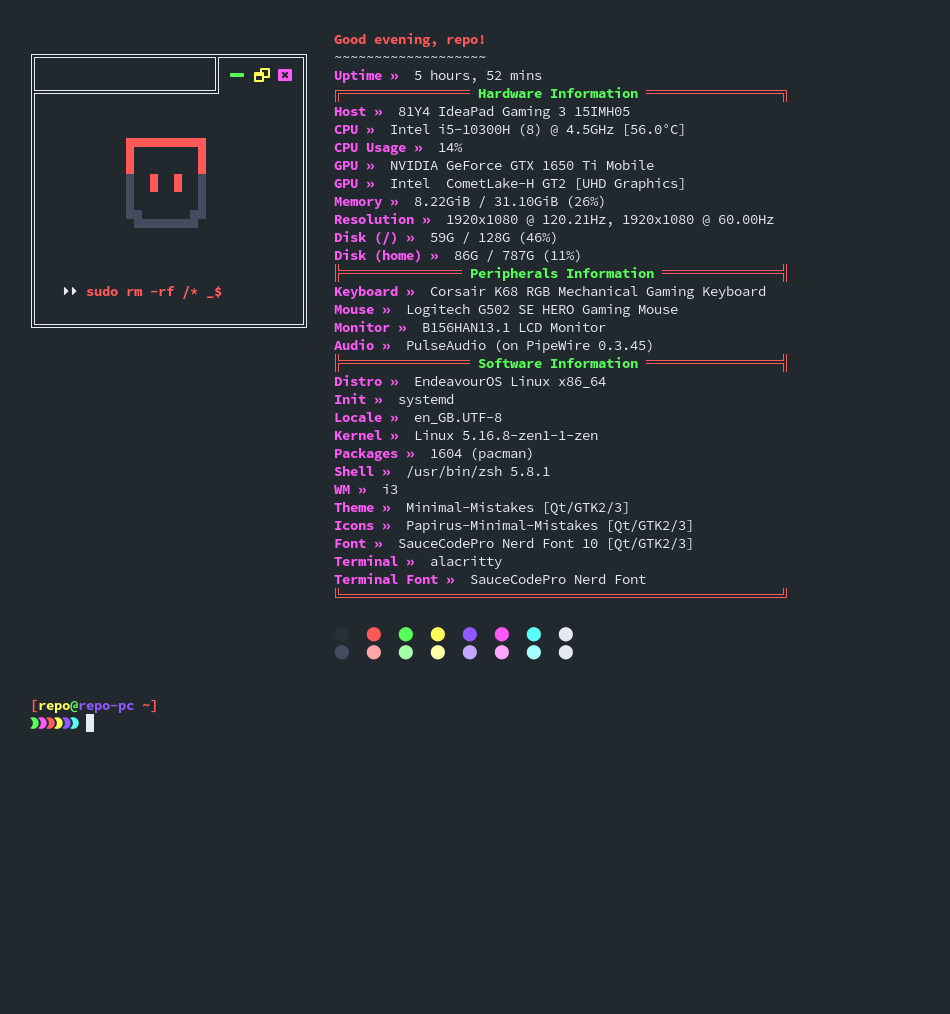 Good evening, repo!
~~~~~~~~~~~~~~~~~~~
Uptime »  5 hours, 52 mins
Hardware Information
Host »  81Y4 IdeaPad Gaming 3 15IMH05
CPU »  Intel i5-10300H (8) @ 4.5GHz [56.0°C]
CPU Usage »  14%
GPU »  NVIDIA GeForce GTX 1650 Ti Mobile
GPU »  Intel  CometLake-H GT2 [UHD Graphics]
Memory »  8.22GiB / 31.10GiB (26%)
Resolution »  1920x1080 @ 120.21Hz, 1920x1080 @ 60.00Hz
Disk (/) »  59G / 128G (46%)
Disk (home) »  86G / 787G (11%)
Peripherals Information
Keyboard »  Corsair K68 RGB Mechanical Gaming Keyboard
Mouse »  Logitech G502 SE HERO Gaming Mouse
Monitor »  B156HAN13.1 LCD Monitor
Audio »  PulseAudio (on PipeWire 0.3.45)
Software Information
Distro »  EndeavourOS Linux x86_64
Init »  systemd
Locale »  en_GB.UTF-8
Kernel »  Linux 5.16.8-zen1-1-zen
Packages »  1604 (pacman)
Shell »  /usr/bin/zsh 5.8.1
WM »  i3
Theme »  Minimal-Mistakes [Qt/GTK2/3]
Icons »  Papirus-Minimal-Mistakes [Qt/GTK2/3]
Font »  SauceCodePro Nerd Font 10 [Qt/GTK2/3]
Terminal »  alacritty
Terminal Font »  SauceCodePro Nerd Font
sudo rm -rf /* _$
[repo@repo-pc ~]